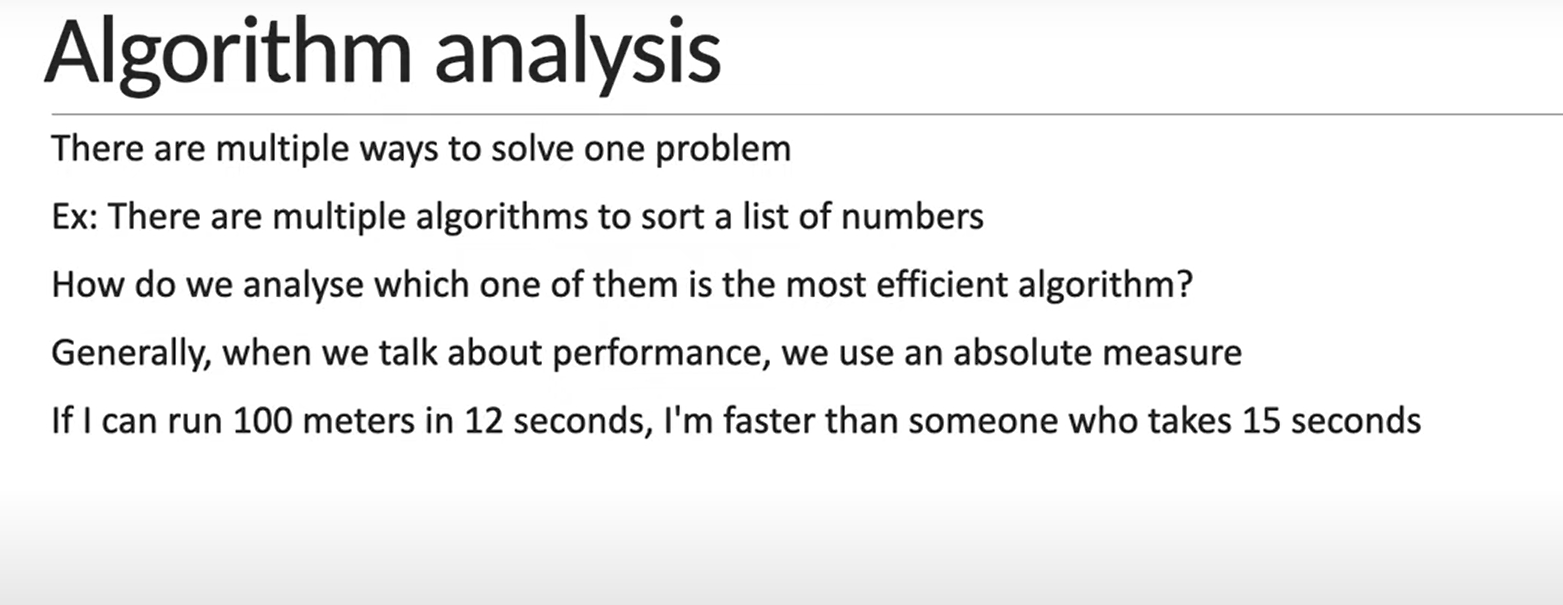 Algorithm analysis
There are multiple ways to solve one problem
Ex: There are multiple algorithms to sort a list of numbers
How do we analyse which one of them is the most efficient algorithm?
Generally, when we talk about performance, we use an absolute measure
If I can run 100 meters in 12 seconds, I'm faster than someone who takes 15 seconds